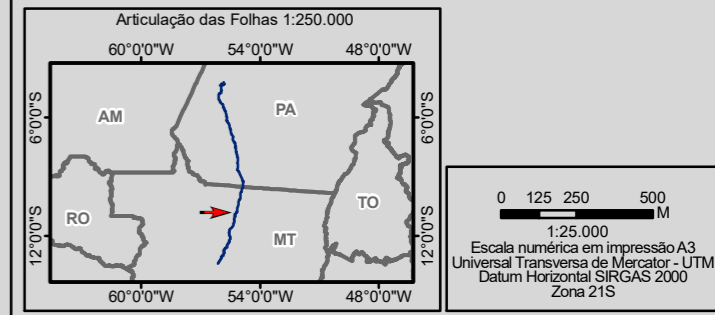 Articulação das Folhas 1:250.000
60°0'0"W 54°0'0"W 48°0'0"W
6°0'0"S 6°0'0"S
AM PA
RO MT TO
12°0'0"S 12°0'0"S
60°0'0"W 54°0'0"W 48°0'0"W
0 125 250 500
M
1:25.000
Escala numérica em impressão A3
Universal Transversa de Mercator - UTM
Datum Horizontal SIRGAS 2000
Zona 21S